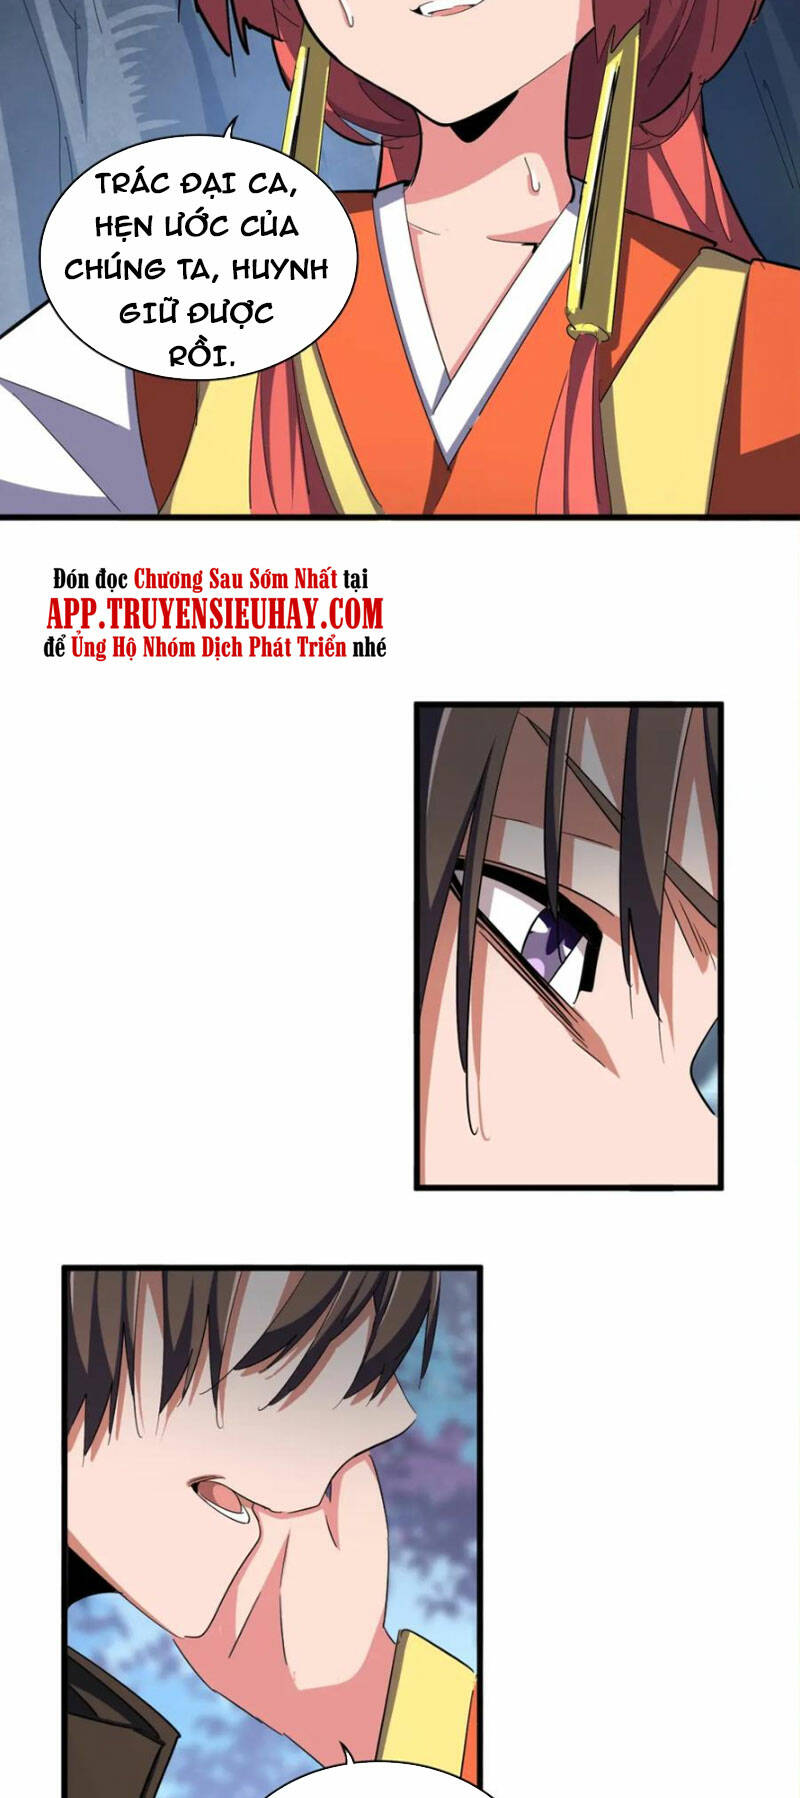 TRÁC ĐẠI CA,
HẸN ƯỚC CỦA
CHÚNG TA, HUYNH
GIỮ ĐƯỢC
RỒI.
Đón đọc Chương Sau Sớm Nhất tại
APP.TRUYENSIEUHAY.COM
để Ủng Hộ Nhóm Dịch Phát Triển nhé